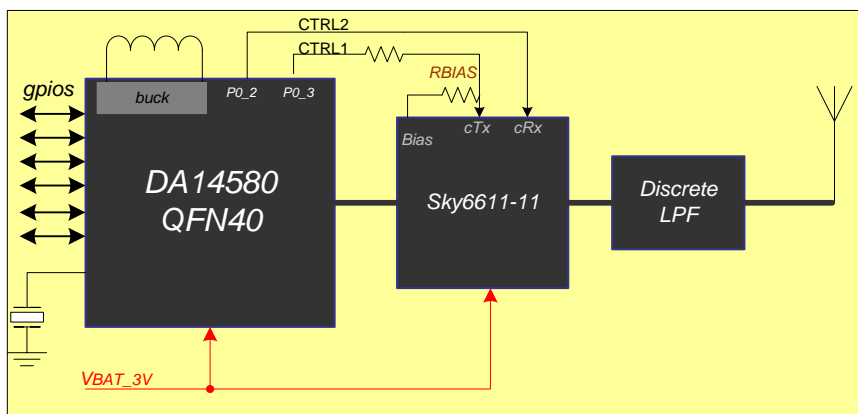 CTRL2
CTRL1
RBIAS
gpios
buck
P0_2
P0_3
Bias
cTx
cRx
DA14580
QFN40
Sky6611-11
Discrete
LPF
VBAT_3V